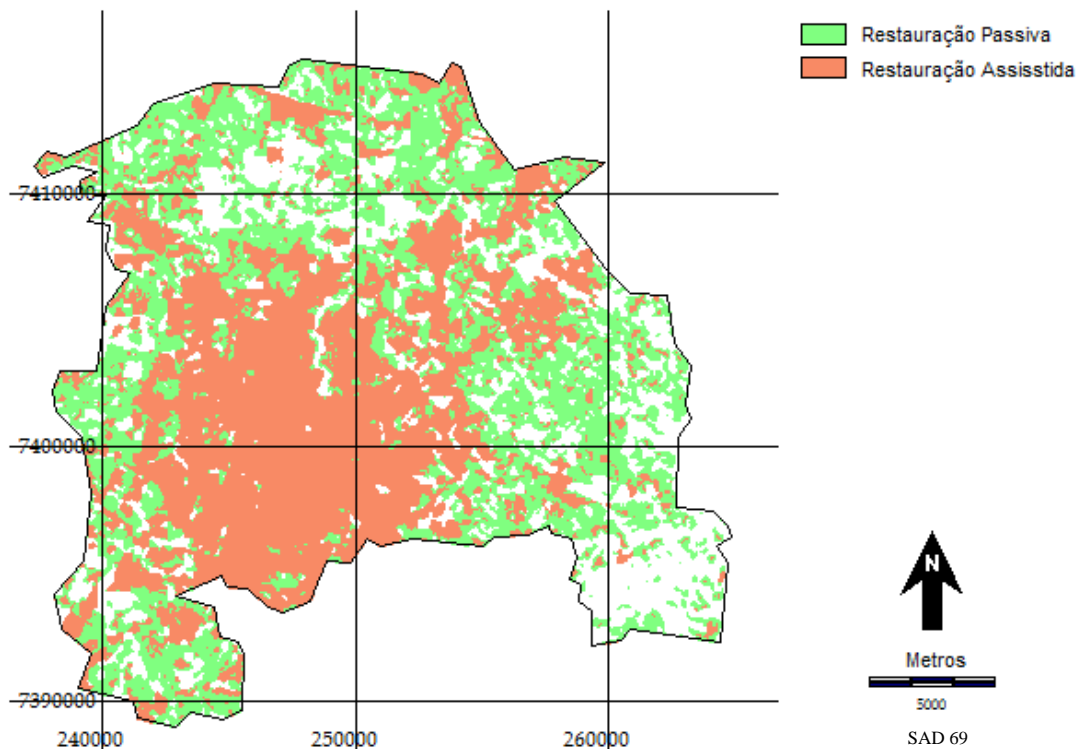 Restauração Passiva
Restauração Assisstida
7410000
7400000
7390000
240000
250000
260000
N
Metros
5000
SAD 69